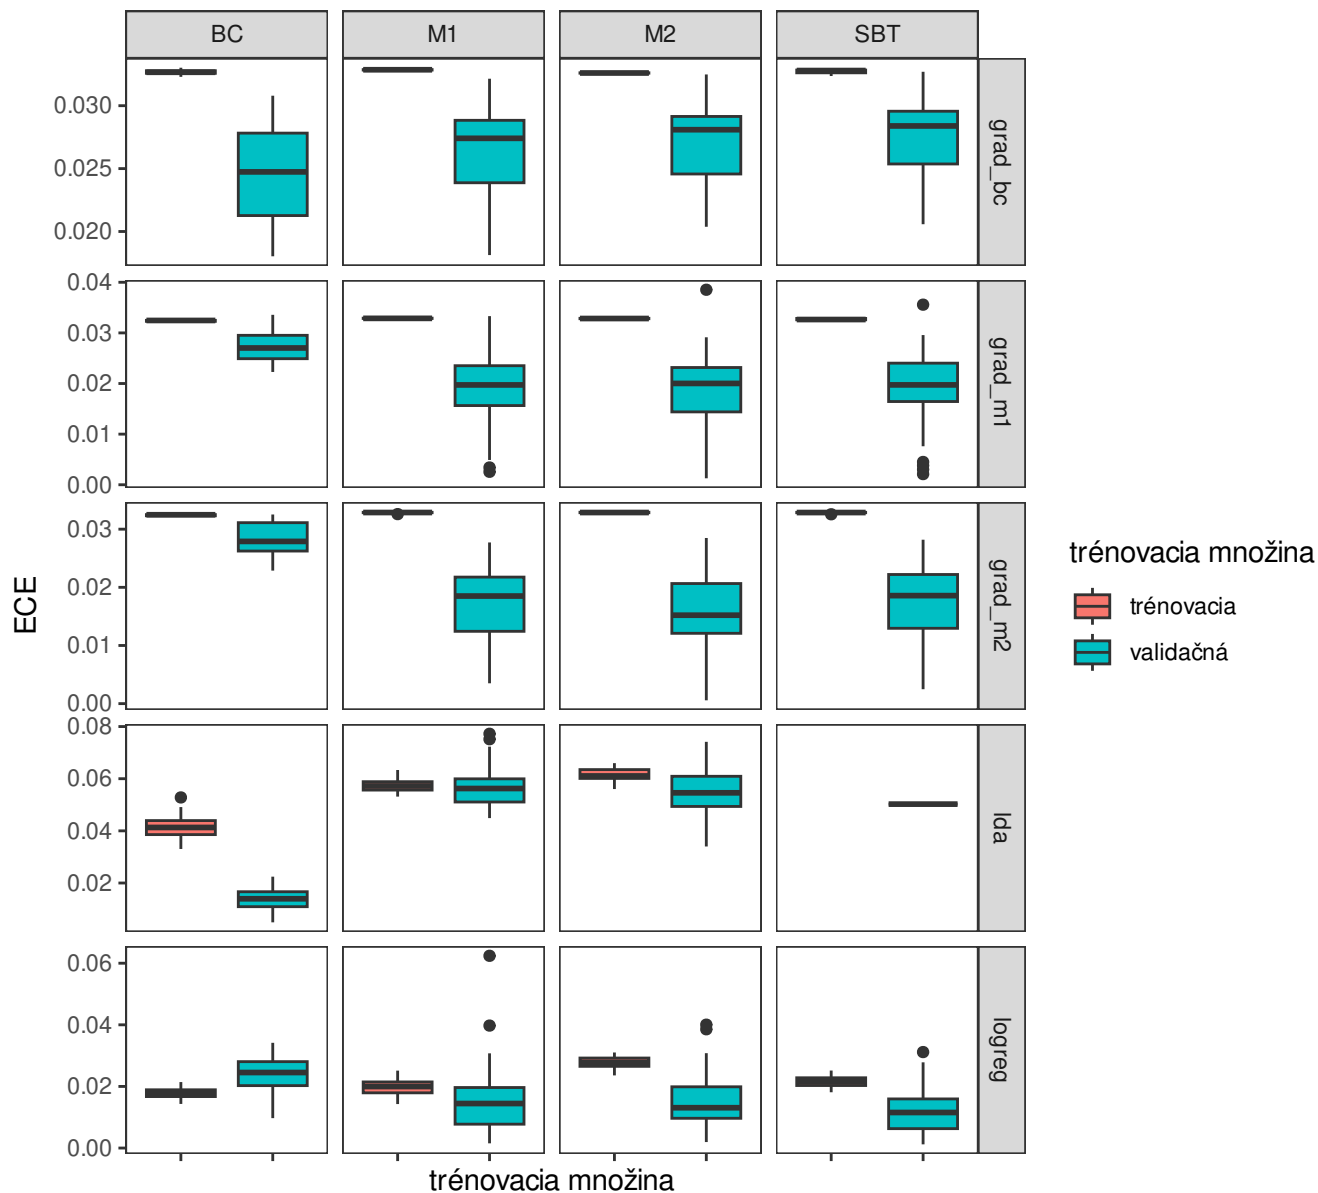 BC M1 M2 SBT
0.030
0.025
0.020
grad_bc
0.04
0.03
0.02
0.01
0.00
grad_m1
0.03
0.02
0.01
0.00
grad_m2
0.08
0.06
0.04
0.02
lda
0.06
0.04
0.02
0.00
logreg
ECE
trénovacia množina
trénovacia množina
trénovacia
validačná